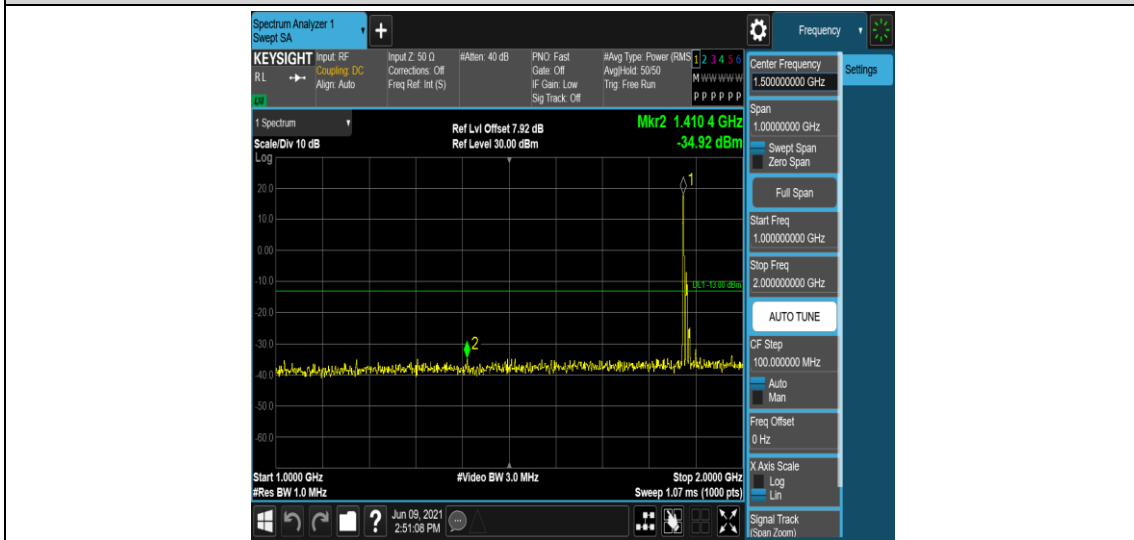 Spectrum Analyzer 1
Swept SA
Frequency
KEYSIGHT
RL
LXI
Input: RF
Coupling: DC
Align: Auto
Input Z: 50 Ω
Corrections: Off
Freq Ref: Int (S)
#Atten: 40 dB
PNO: Fast
Gate: Off
IF Gain: Low
Sig Track: Off
#Avg Type: Power (RMS
Avg|Hold: 50/50
Trig: Free Run
1 2 3 4 5 6
M W W W W W
P P P P P P
1 Spectrum
Scale/Div 10 dB
Ref Lvl Offset 7.92 dB
Ref Level 30.00 dBm
Mkr2 1.410 4 GHz
-34.92 dBm
Log
20.0
10.0
0.00
-10.0
-20.0
-30.0
-40.0
-50.0
-60.0
1
DL1 -13.00 dBm
2
Start 1.0000 GHz
#Res BW 1.0 MHz
#Video BW 3.0 MHz
Stop 2.0000 GHz
Sweep 1.07 ms (1000 pts)
Center Frequency
1.50000000 GHz
Settings
Span
1.00000000 GHz
Swept Span
Zero Span
Full Span
Start Freq
1.000000000 GHz
Stop Freq
2.000000000 GHz
AUTO TUNE
CF Step
100.000000 MHz
Auto
Man
Freq Offset
0 Hz
X Axis Scale
Log
Lin
Signal Track
(Span Zoom)
?
Jun 09, 2021
2:51:08 PM